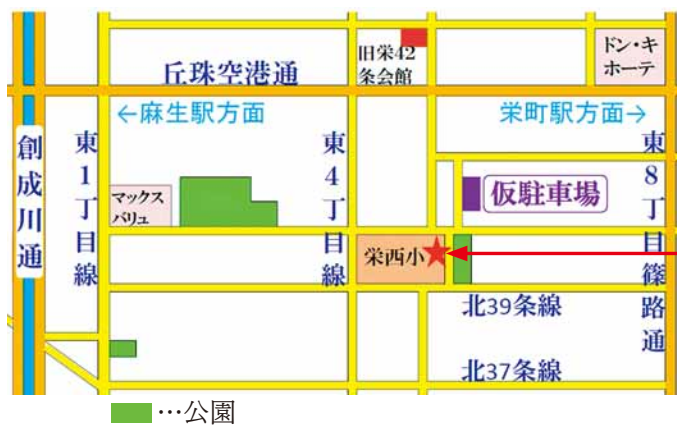 旧栄42
条会館
ドン・キ
ホーテ
丘珠空港通
←麻生駅方面
栄町駅方面→
創成川通
東1丁目線
東4丁目線
東8丁目篠路通
マックス
バリュ
仮駐車場
栄西小
北39条線
北37条線
…公園